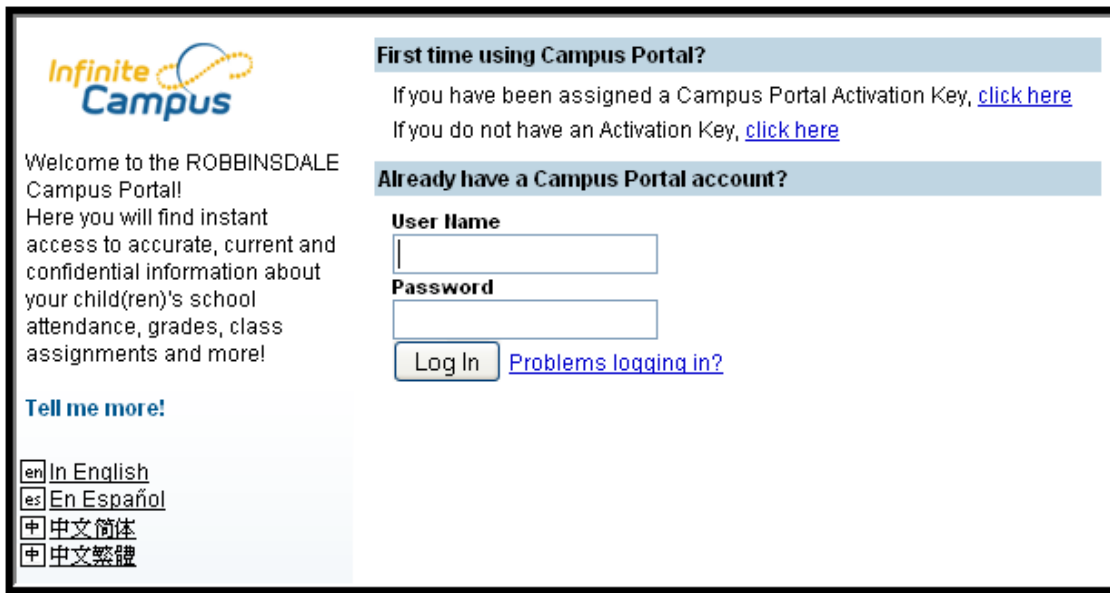 Infinite
Campus
Welcome to the ROBBINSDALE
Campus Portal!
Here you will find instant
access to accurate, current and
confidential information about
your child(ren)'s school
attendance, grades, class
assignments and more!
Tell me more!
en In English
es En Español
中 中文简体
中 中文繁體
First time using Campus Portal?
If you have been assigned a Campus Portal Activation Key, click here
If you do not have an Activation Key, click here
Already have a Campus Portal account?
User Name
Password
Log In Problems logging in?